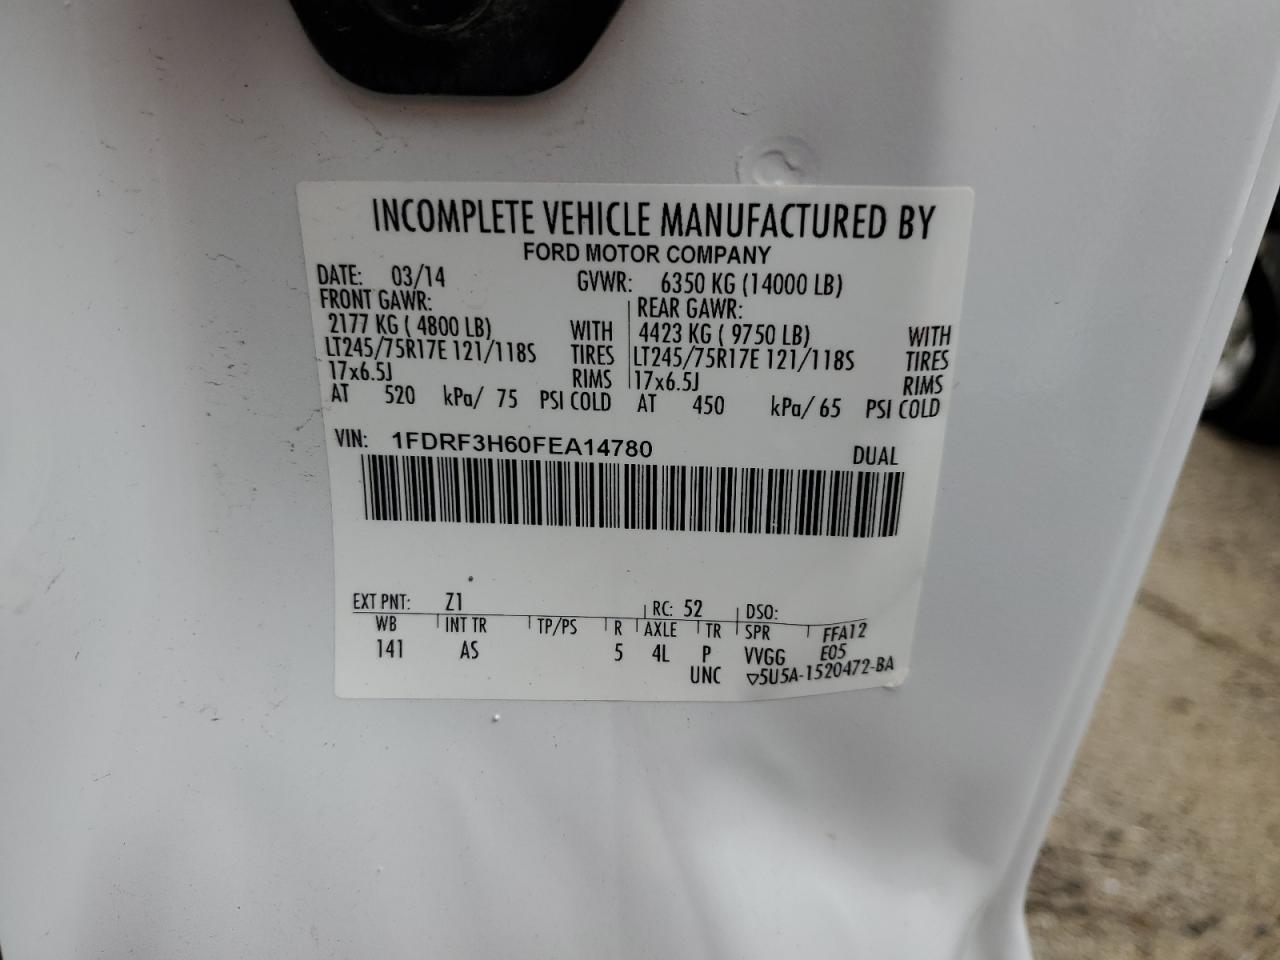 INCOMPLETE VEHICLE MANUFACTURED BY
FORD MOTOR COMPANY
DATE: 03/14 GVWR: 6350 KG (14000 LB)
FRONT GAWR: REAR GAWR:
2177 KG ( 4800 LB) WITH 4423 KG ( 9750 LB) WITH
LT245/75R17E 121/118S TIRES LT245/75R17E 121/118S TIRES
17x6.5J RIMS 17x6.5J RIMS
AT 520 kPa/ 75 PSI COLD AT 450 kPa/ 65 PSI COLD
VIN: 1FDRF3H60FEA14780 DUAL
EXT PNT: Z1 RC: 52 DSO:
WB INT TR TP/PS R AXLE TR SPR FFA12
141 AS 5 4L P VVGG E05
UNC ▽5U5A-1520472-BA